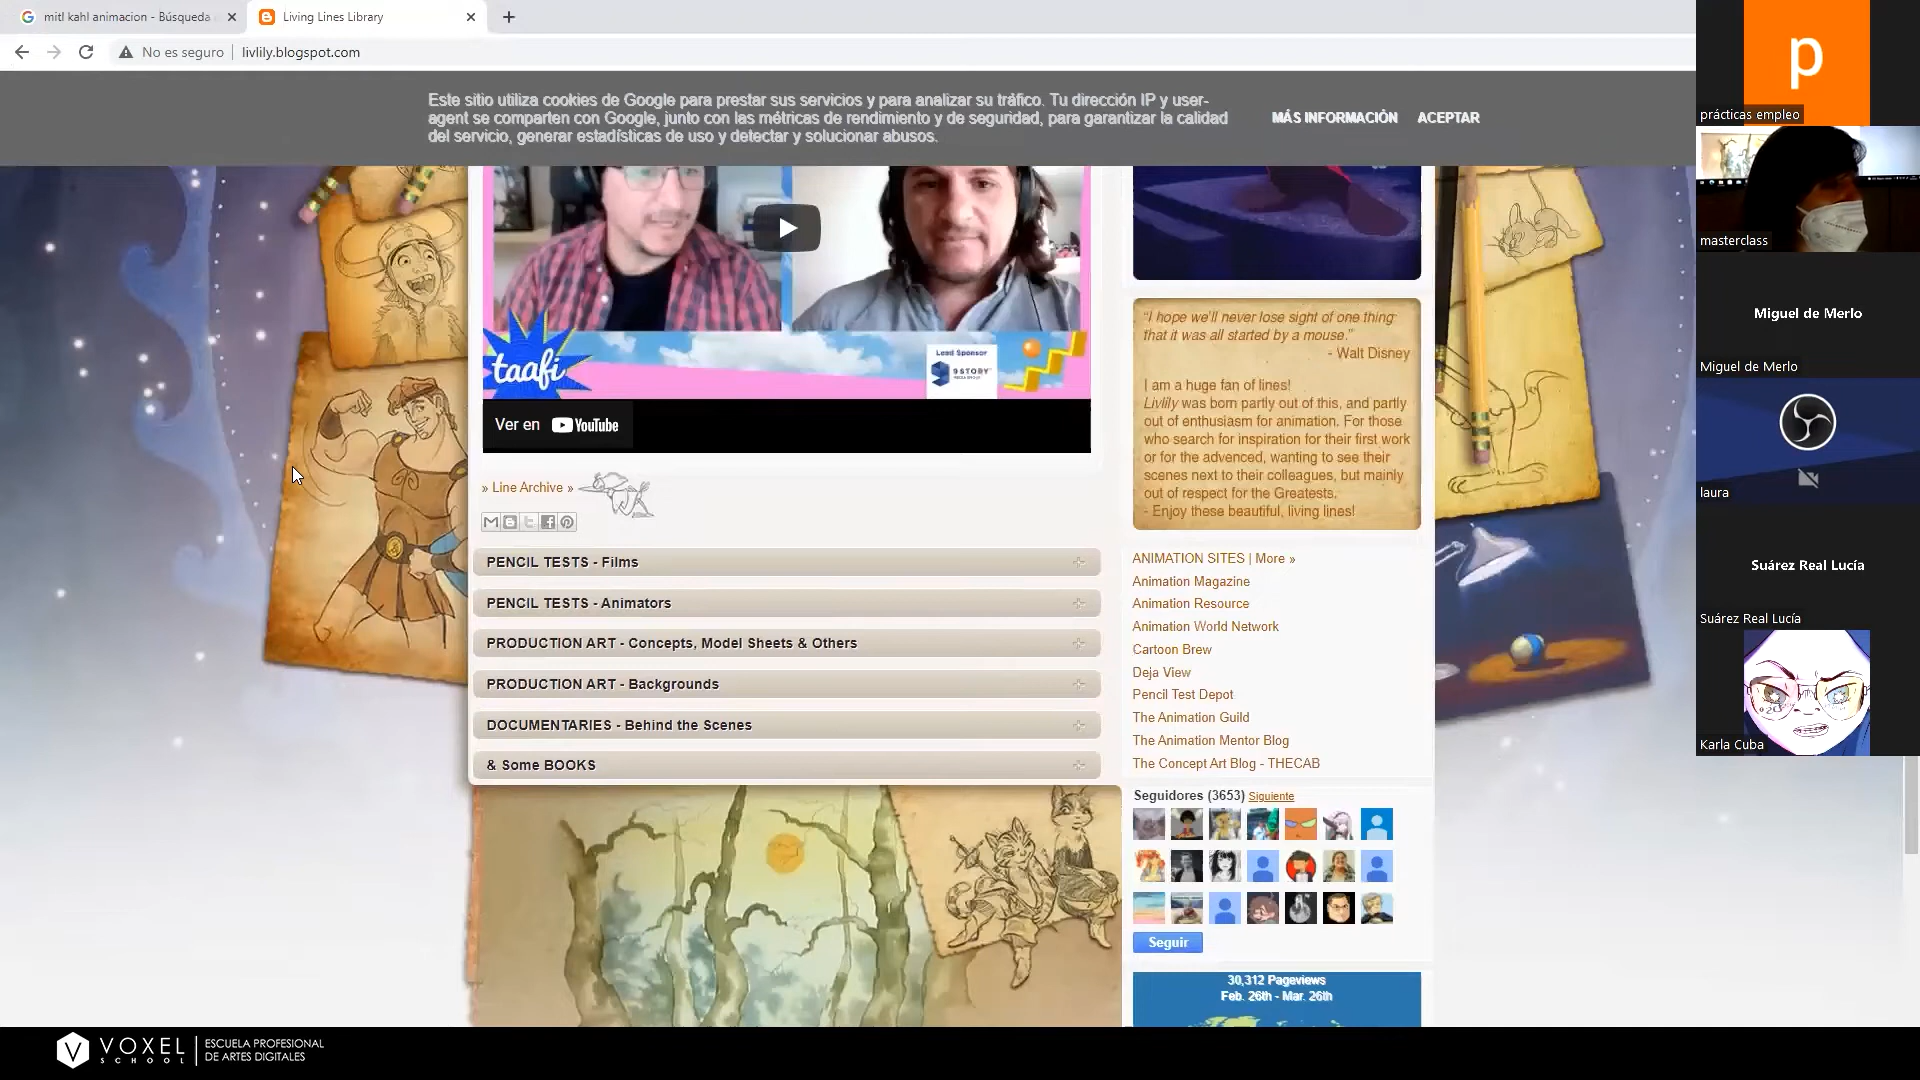 mitl kahl animacion - Búsqueda
Living Lines Library
No es seguro
livlily.blogspot.com
Este sitio utiliza cookies de Google para prestar sus servicios y para analizar su tráfico. Tu dirección IP y user-
agent se comparten con Google, junto con las métricas de rendimiento y de seguridad, para garantizar la calidad
del servicio, generar estadísticas de uso y detectar y solucionar abusos.
MÁS INFORMACIÓN
ACEPTAR
taafi
Lead Sponsor
9 STORY
MEDIA GROUP
Ver en YouTube
» Line Archive »
PENCIL TESTS - Films
PENCIL TESTS - Animators
PRODUCTION ART - Concepts, Model Sheets & Others
PRODUCTION ART - Backgrounds
DOCUMENTARIES - Behind the Scenes
& Some BOOKS
“I hope we'll never lose sight of one thing
that it was all started by a mouse.”
- Walt Disney
I am a huge fan of lines!
Livlily was born partly out of this, and partly
out of enthusiasm for animation. For those
who search for inspiration for their first work
or for the advenced, wanting to see their
scenes next to their colleagues, but mainly
out of respect for the Greatests.
- Enjoy these beautiful, living lines!
ANIMATION SITES | More »
Animation Magazine
Animation Resource
Animation World Network
Cartoon Brew
Deja View
Pencil Test Depot
The Animation Guild
The Animation Mentor Blog
The Concept Art Blog - THECAB
Seguidores (3653) Siguiente
Seguir
30,312 Pageviews
Feb. 26th - Mar. 26th
p
prácticas empleo
masterclass
Miguel de Merlo
Miguel de Merlo
laura
Suárez Real Lucía
Suárez Real Lucía
Karla Cuba
VOXEL
SCHOOL
ESCUELA PROFESIONAL
DE ARTES DIGITALES